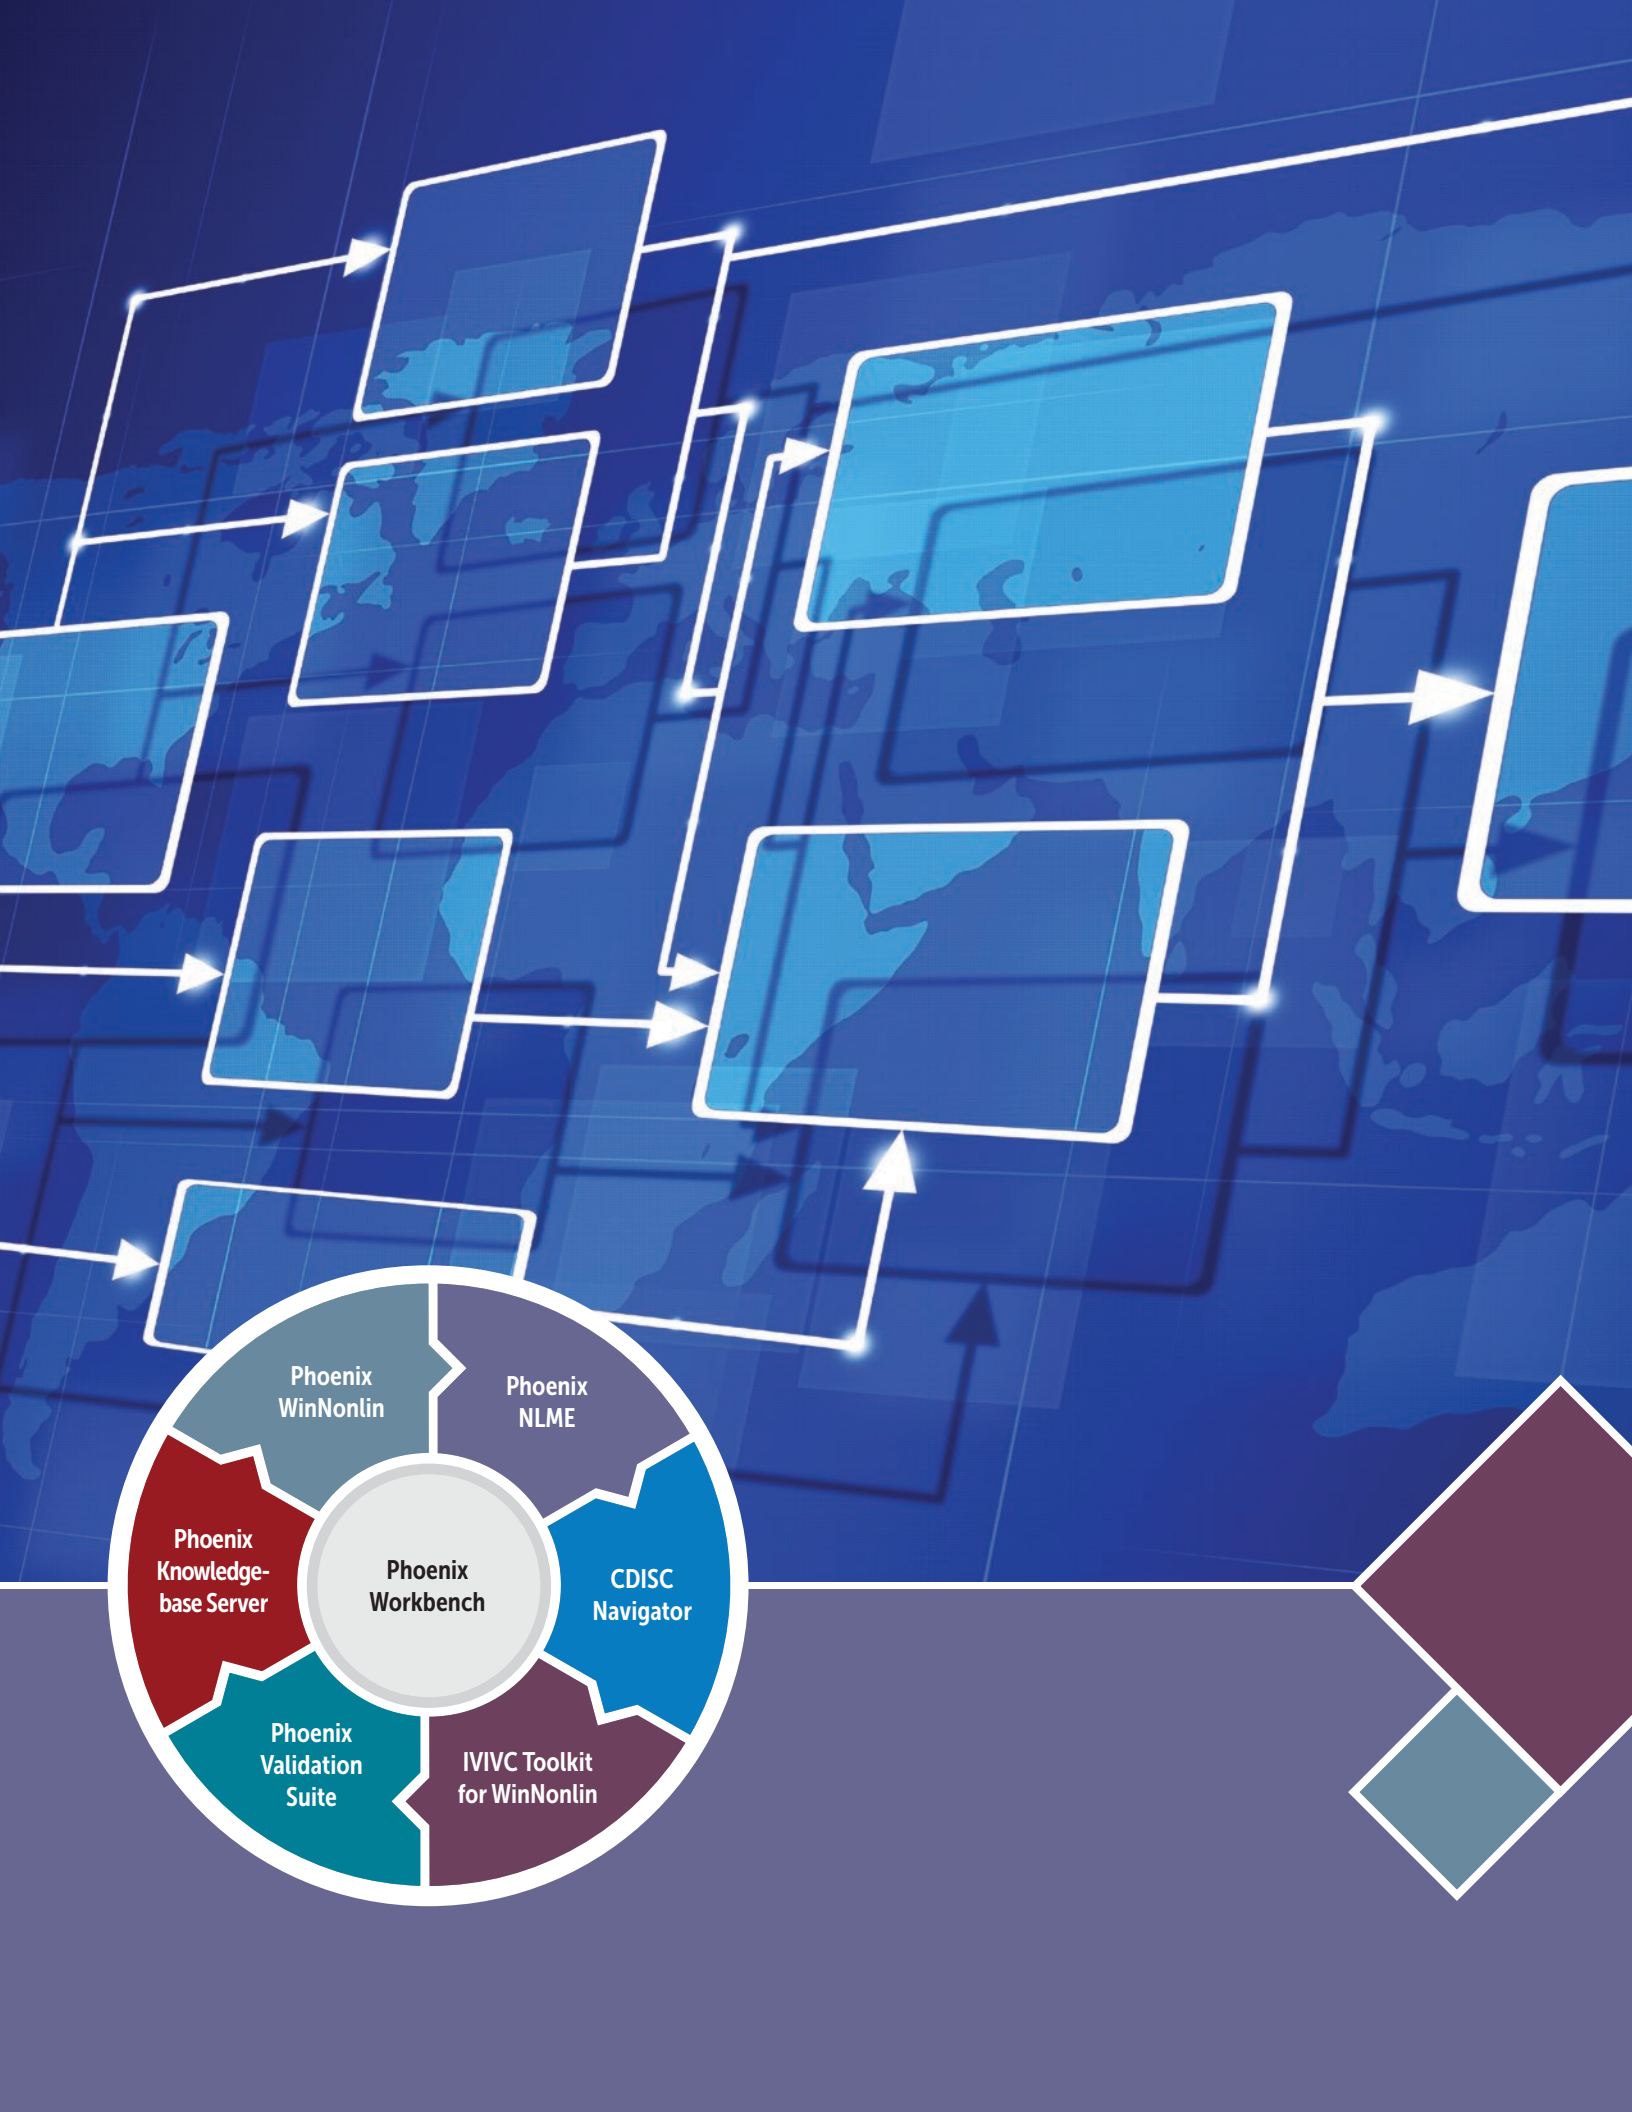 Phoenix
WinNonlin
Phoenix
NLME
Phoenix
Knowledge-
base Server
Phoenix
Workbench
CDISC
Navigator
Phoenix
Validation
Suite
IVIVC Toolkit
for WinNonlin